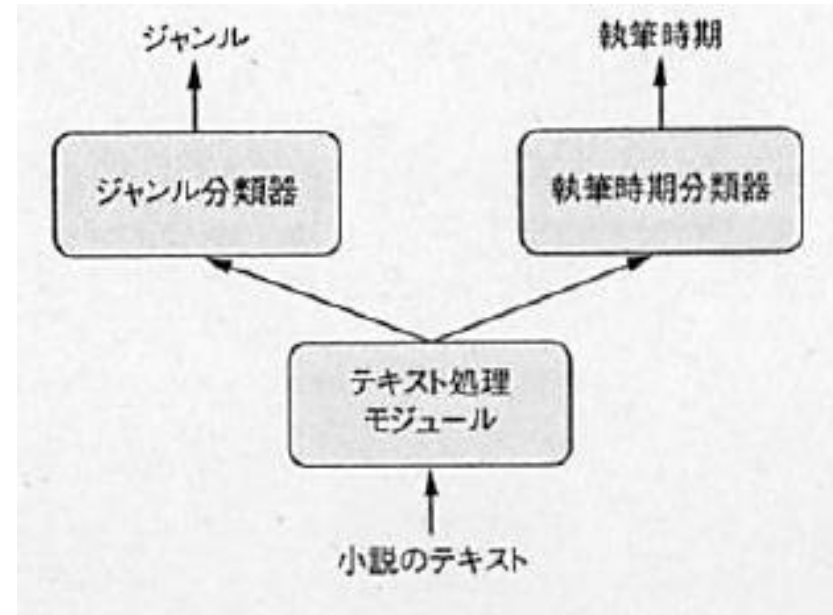 ジャンル
執筆時期
ジャンル分類器
執筆時期分類器
テキスト処理
モジュール
小説のテキスト